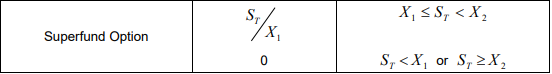 Superfund Option
S_T / X_1
0
X_1 ≤ S_T < X_2
S_T < X_1 or S_T ≥ X_2